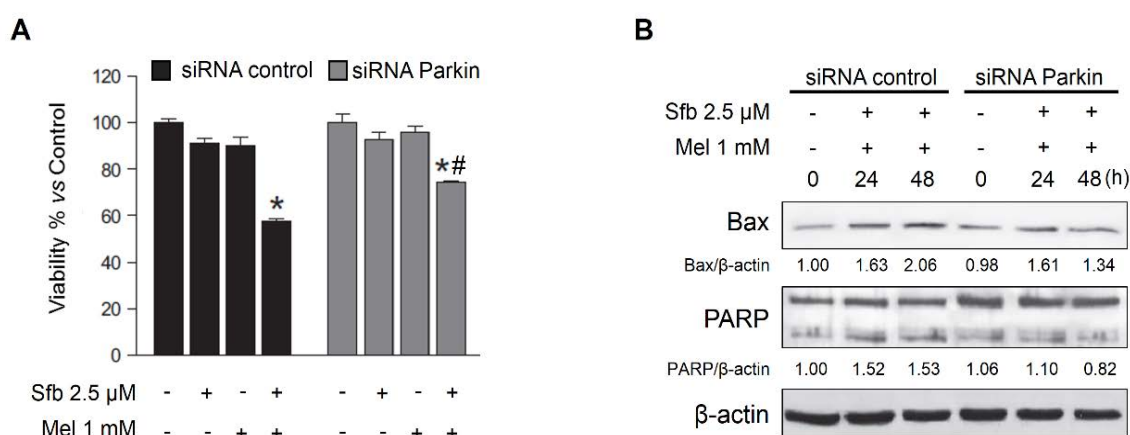 A
siRNA control siRNA Parkin
Viability % vs Control
120
100
80
60
40
20
0
*
*#
Sfb 2.5 µM - + - + - + - +
Mel 1 mM - - + + - - + +
B
siRNA control siRNA Parkin
Sfb 2.5 µM - + + - + +
Mel 1 mM - + + - + +
0 24 48 0 24 48 (h)
Bax
Bax/β-actin 1.00 1.63 2.06 0.98 1.61 1.34
PARP
PARP/β-actin 1.00 1.52 1.53 1.06 1.10 0.82
β-actin